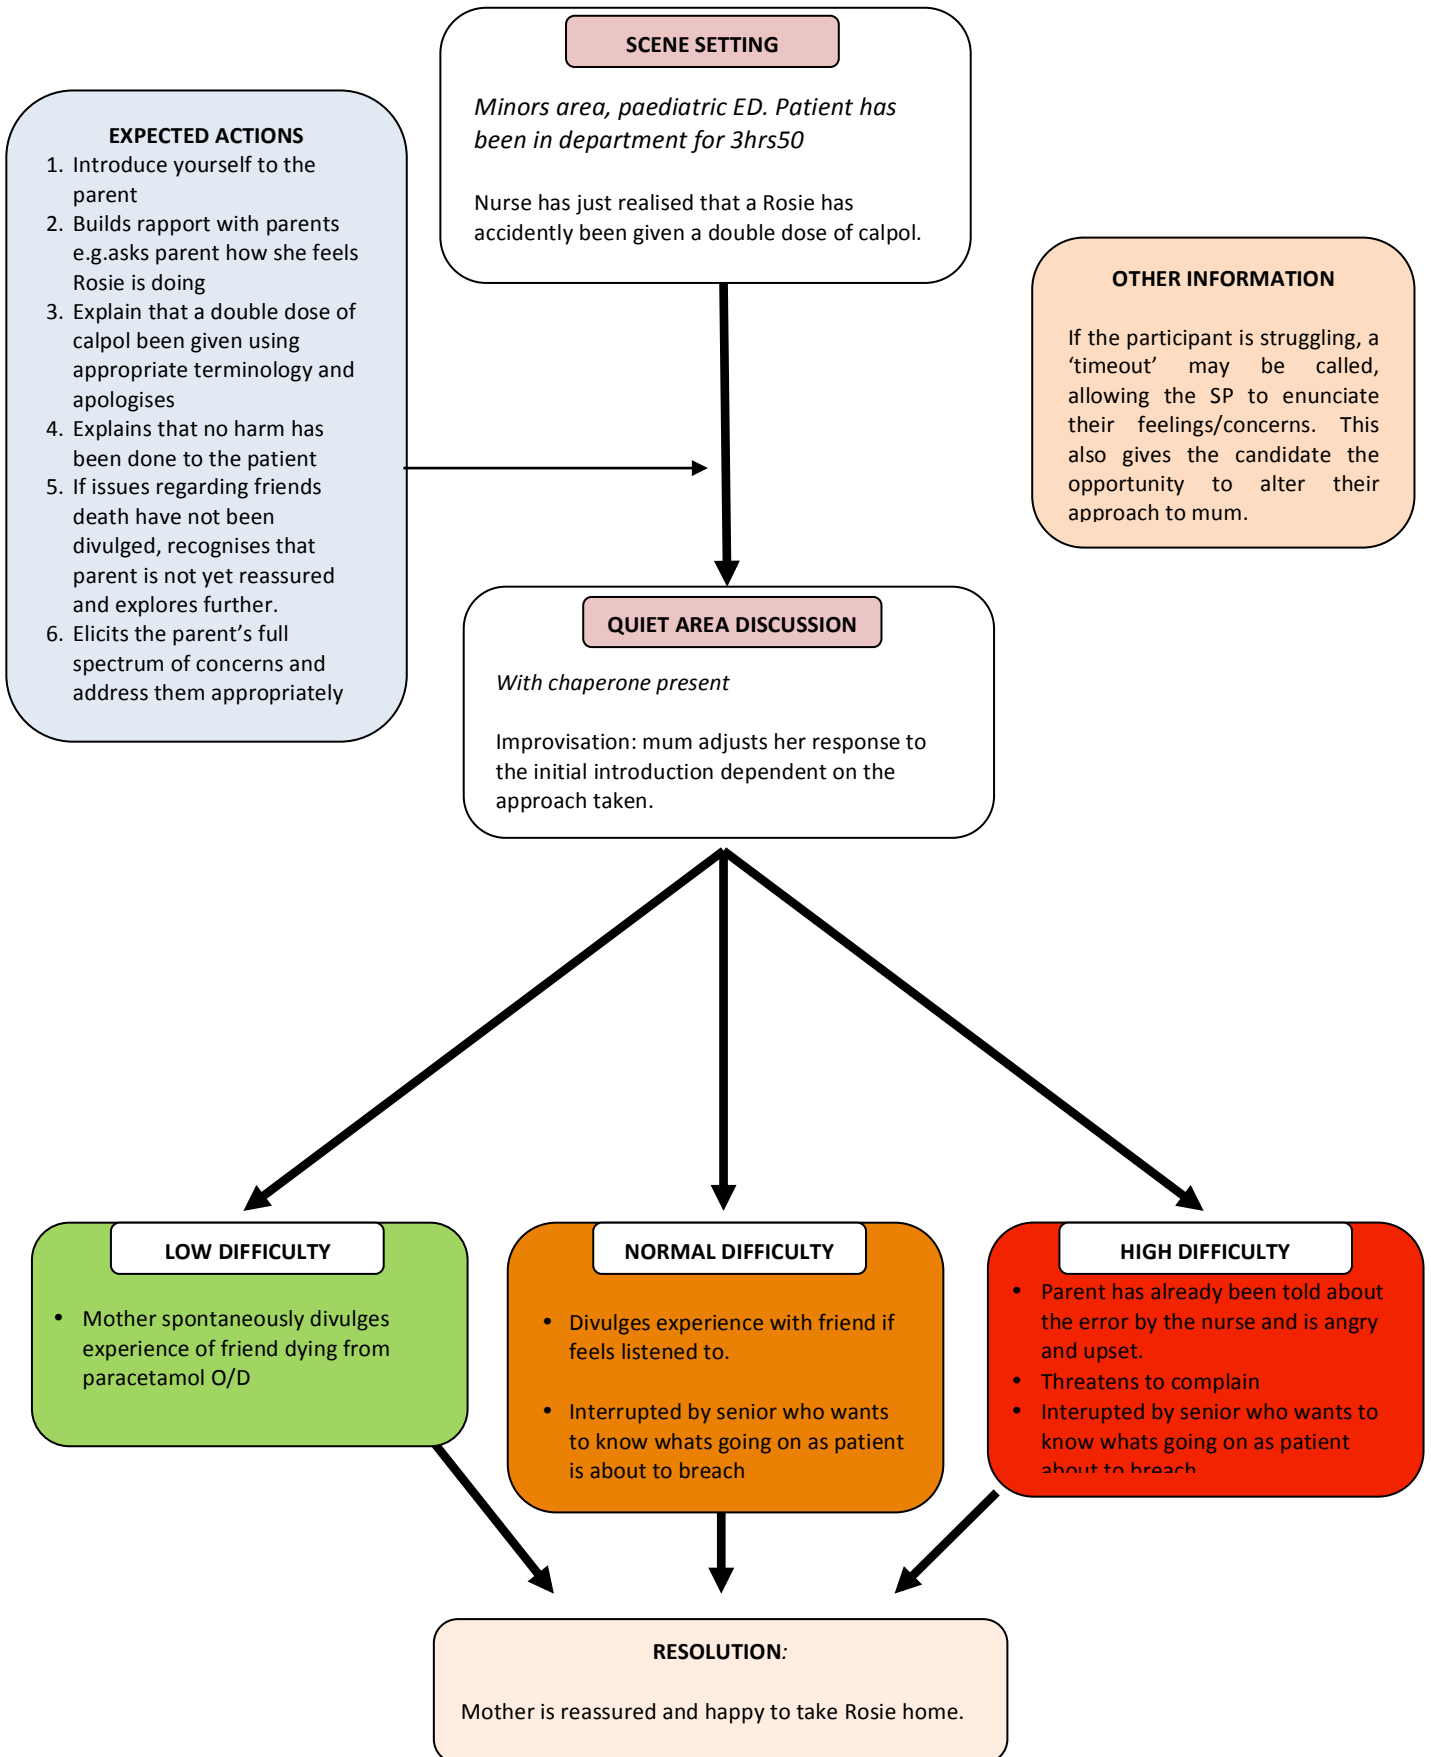 SCENE SETTING
Minors area, paediatric ED. Patient has
been in department for 3hrs50
Nurse has just realised that a Rosie has
accidently been given a double dose of calpol.
EXPECTED ACTIONS
1. Introduce yourself to the
parent
2. Builds rapport with parents
e.g.asks parent how she feels
Rosie is doing
3. Explain that a double dose of
calpol been given using
appropriate terminology and
apologises
4. Explains that no harm has
been done to the patient
5. If issues regarding friends
death have not been
divulged, recognises that
parent is not yet reassured
and explores further.
6. Elicits the parent's full
spectrum of concerns and
address them appropriately
OTHER INFORMATION
If the participant is struggling, a
‘timeout’ may be called,
allowing the SP to enunciate
their feelings/concerns. This
also gives the candidate the
opportunity to alter their
approach to mum.
QUIET AREA DISCUSSION
With chaperone present
Improvisation: mum adjusts her response to
the initial introduction dependent on the
approach taken.
LOW DIFFICULTY
• Mother spontaneously divulges
experience of friend dying from
paracetamol O/D
NORMAL DIFFICULTY
• Divulges experience with friend if
feels listened to.
• Interrupted by senior who wants
to know whats going on as patient
is about to breach
HIGH DIFFICULTY
• Parent has already been told about
the error by the nurse and is angry
and upset.
• Threatens to complain
• Interupted by senior who wants to
know whats going on as patient
about to breach
RESOLUTION:
Mother is reassured and happy to take Rosie home.